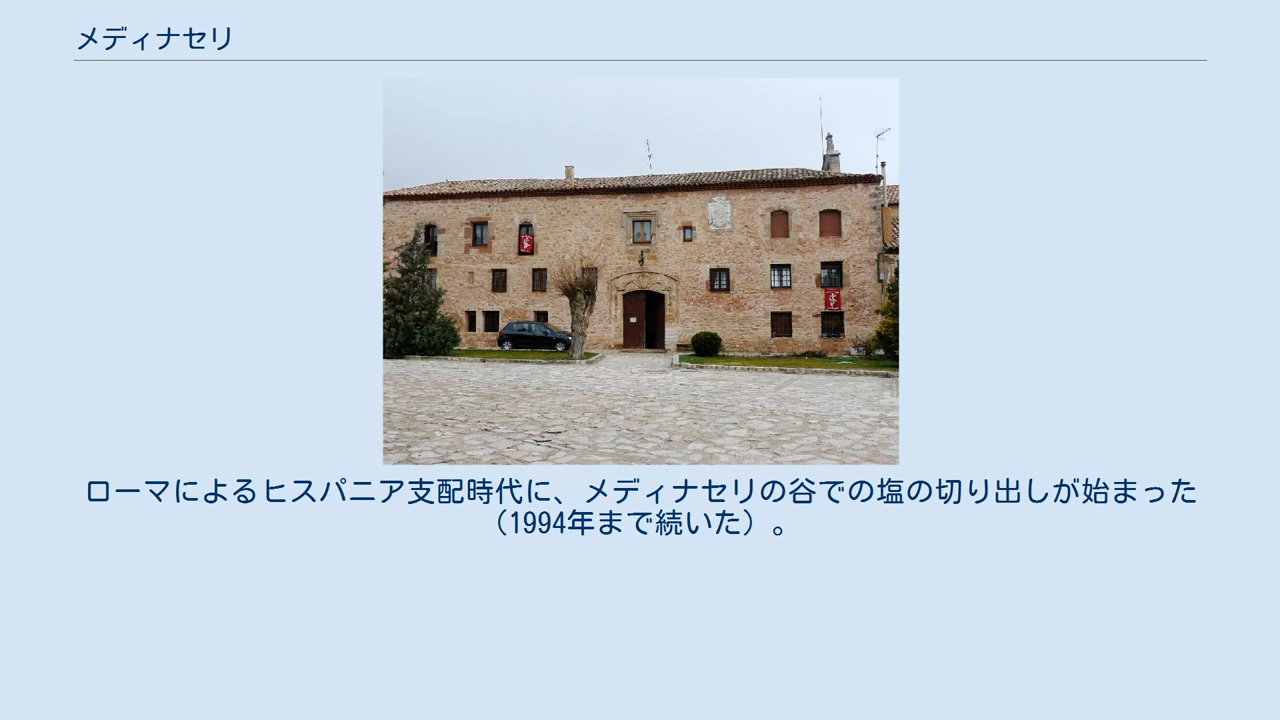 メディナセリ
ローマによるヒスパニア支配時代に、メディナセリの谷での塩の切り出しが始まった
（1994年まで続いた）。